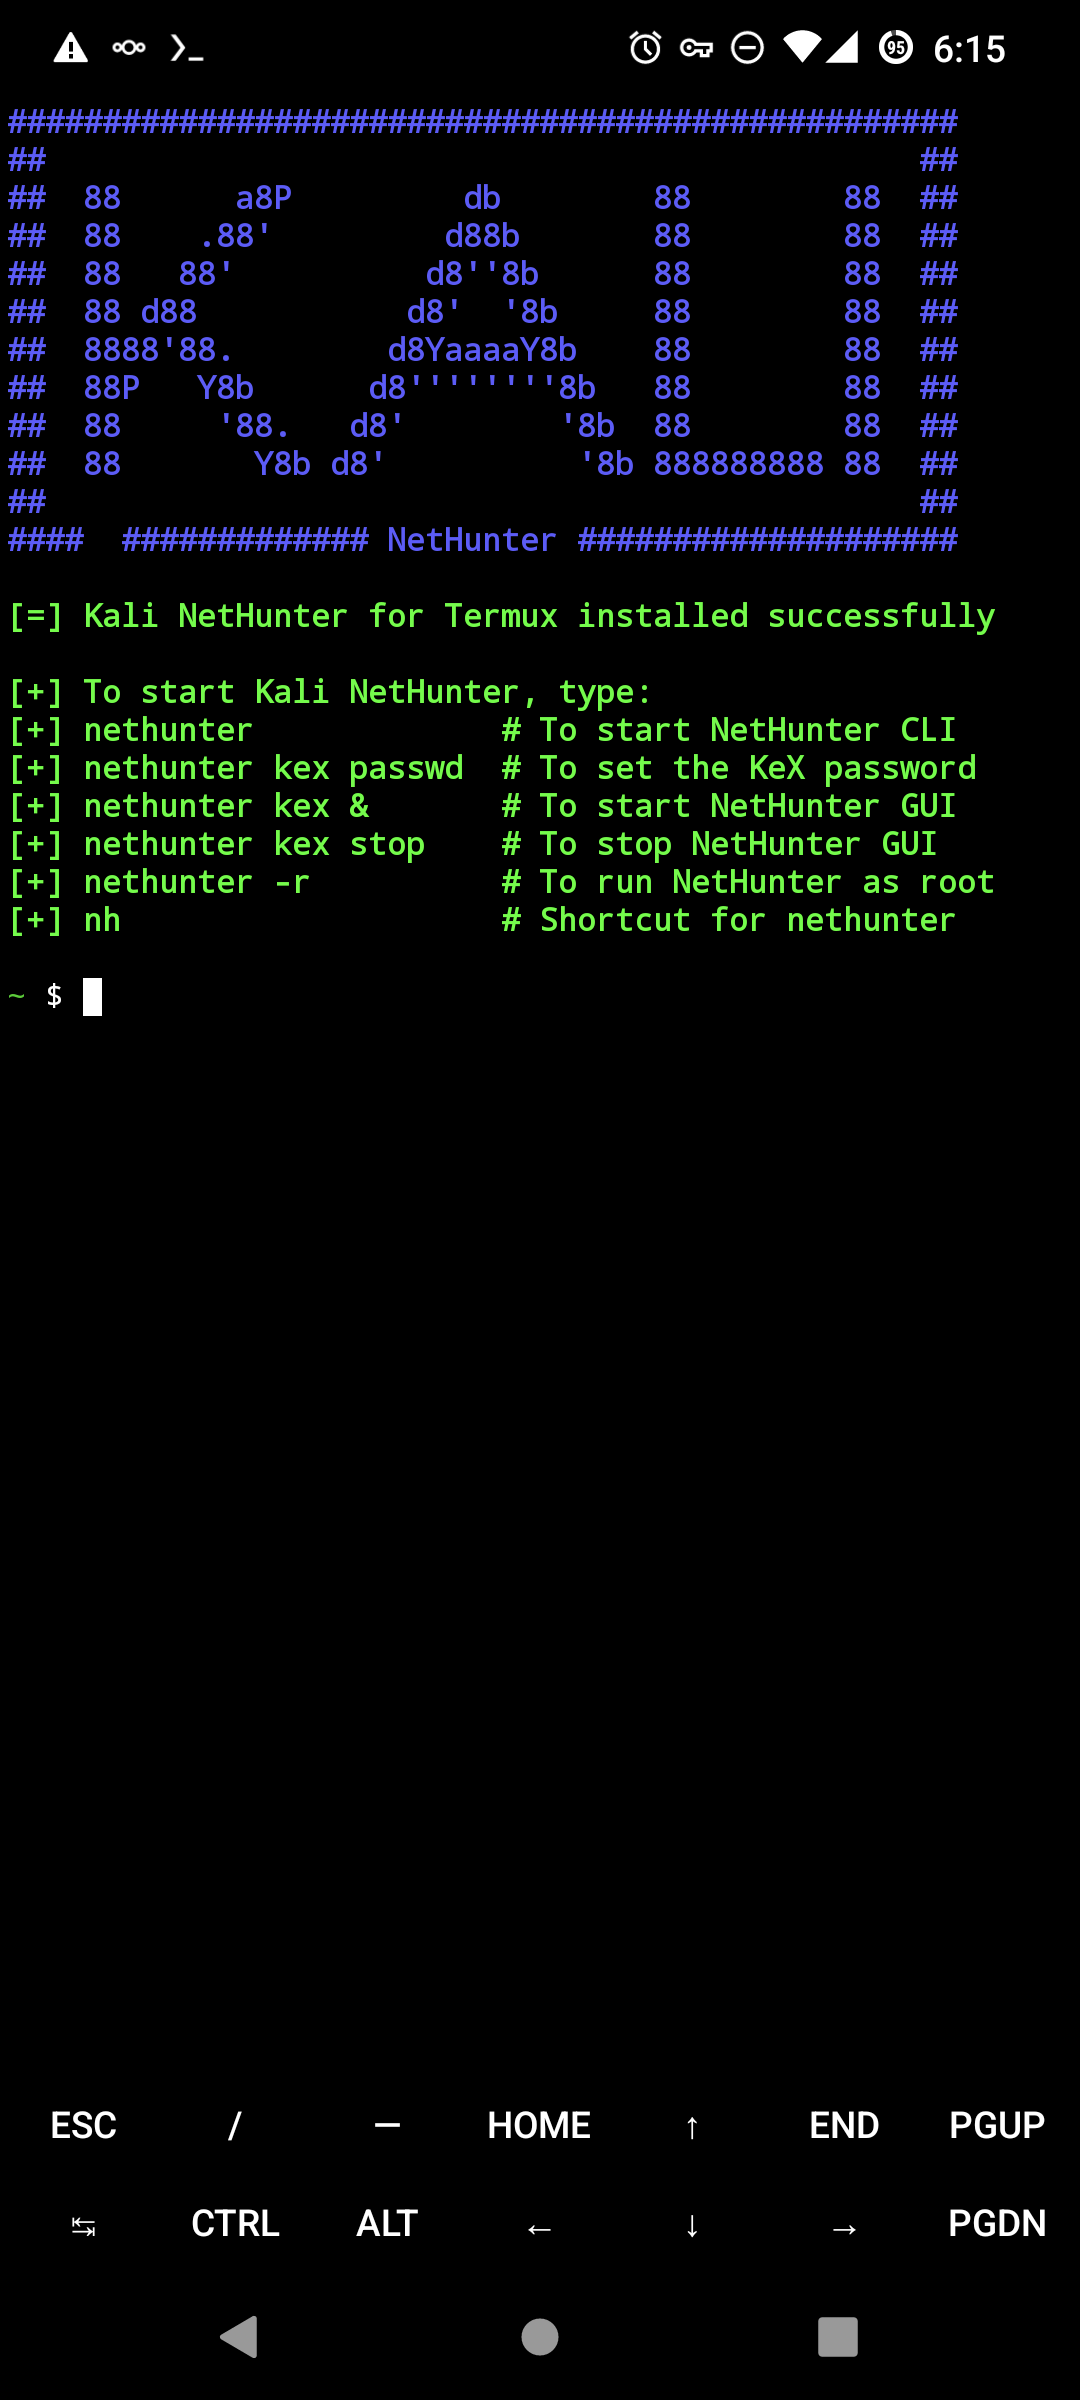 95 6:15
##################################################
##                                              ##
##  88      a8P         db        88        88  ##
##  88    .88'         d88b       88        88  ##
##  88   88'          d8''8b      88        88  ##
##  88 d88           d8'  '8b     88        88  ##
##  8888'88.        d8YaaaaY8b    88        88  ##
##  88P   Y8b      d8''''''''8b   88        88  ##
##  88     '88.   d8'        '8b  88        88  ##
##  88       Y8b d8'          '8b 888888888 88  ##
##                                              ##
####  ############# NetHunter ####################
[=] Kali NetHunter for Termux installed successfully
[+] To start Kali NetHunter, type:
[+] nethunter             # To start NetHunter CLI
[+] nethunter kex passwd  # To set the KeX password
[+] nethunter kex &       # To start NetHunter GUI
[+] nethunter kex stop    # To stop NetHunter GUI
[+] nethunter -r          # To run NetHunter as root
[+] nh                    # Shortcut for nethunter
~ $
ESC / — HOME ↑ END PGUP
↹ CTRL ALT ← ↓ → PGDN